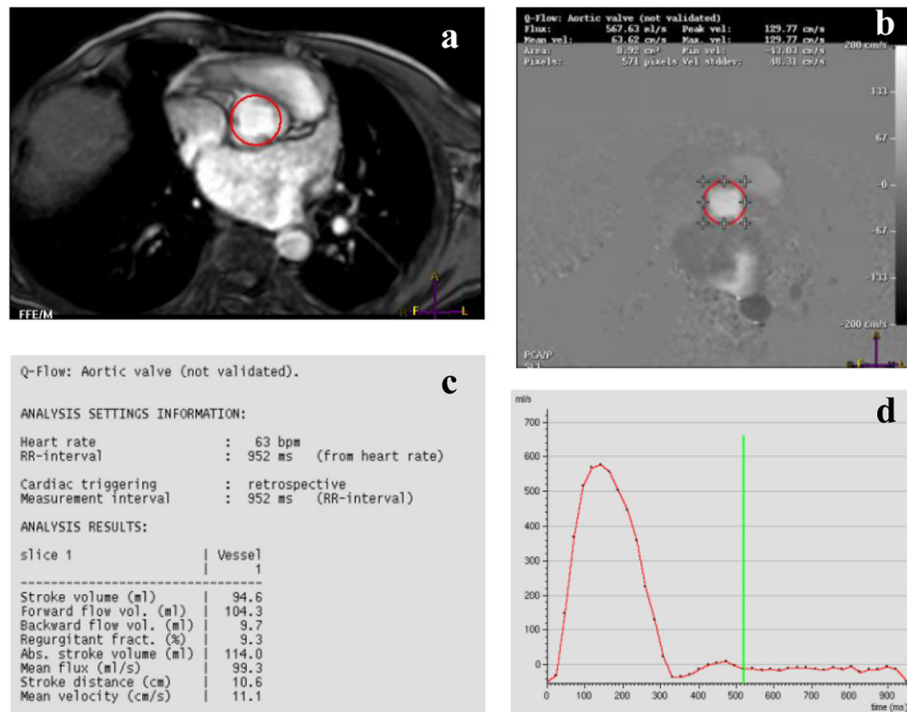 a
FFE/M
A
F
L
b
Q-Flow: Aortic valve (not validated)
Flux: 567.63 ml/s Peak vel: 129.77 cm/s
Mean vel: 63.62 cm/s Max. vel: 129.77 cm/s
Area: 8.92 cm² Min vel: -43.03 cm/s
Pixels: 571 pixels Vel stddev: 48.31 cm/s
200 cm/s
133
67
-0
-67
-133
-200 cm/s
PCA/P
c
Q-Flow: Aortic valve (not validated).
ANALYSIS SETTINGS INFORMATION:
Heart rate : 63 bpm
RR-interval : 952 ms (from heart rate)
Cardiac triggering : retrospective
Measurement interval : 952 ms (RR-interval)
ANALYSIS RESULTS:
slice 1 | Vessel
| 1
Stroke volume (ml) | 94.6
Forward flow vol. (ml) | 104.3
Backward flow vol. (ml) | 9.7
Regurgitant fract. (%) | 9.3
Abs. stroke volume (ml) | 114.0
Mean flux (ml/s) | 99.3
Stroke distance (cm) | 10.6
Mean velocity (cm/s) | 11.1
d
ml/s
700
600
500
400
300
200
100
0
0 100 200 300 400 500 600 700 800 900
time (ms)